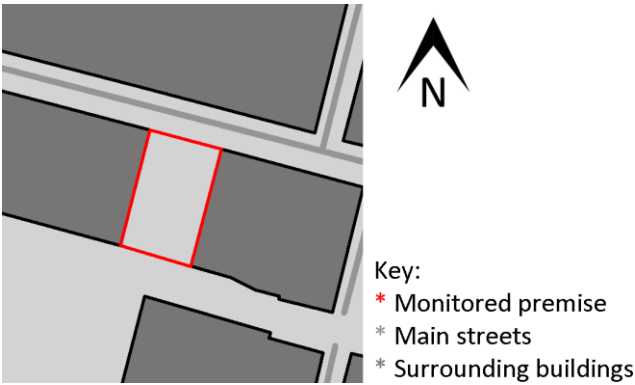 N
Key:
* Monitored premise
* Main streets
* Surrounding buildings